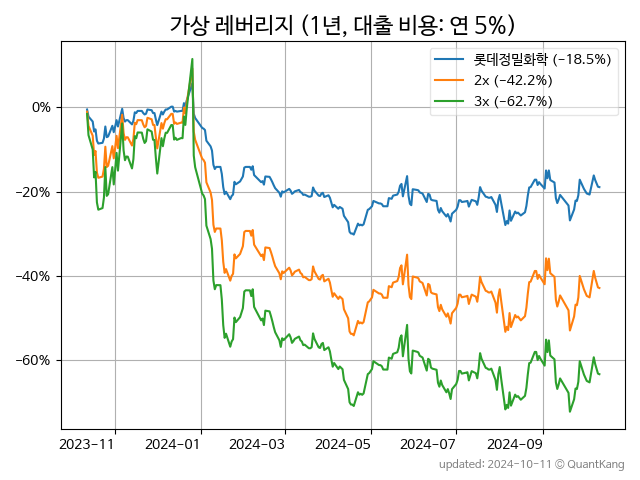 가상 레버리지 (1년, 대출 비용: 연 5%)
롯데정밀화학 (−18.5%)
2x (−42.2%)
3x (−62.7%)
0%
−20%
−40%
−60%
2023-11 2024-01 2024-03 2024-05 2024-07 2024-09
updated: 2024-10-11 © QuantKang